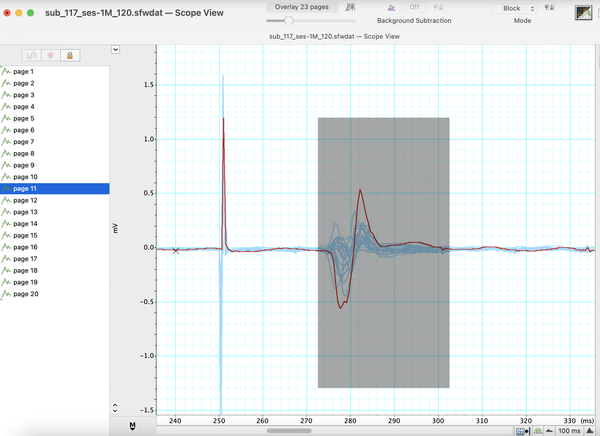 sub_117_ses-1M_120.sfwdat — Scope View
Overlay 23 pages
Off
Background Subtraction
Block
Mode
sub_117_ses-1M_120.sfwdat — Scope View
page 1
page 2
page 3
page 4
page 5
page 6
page 7
page 8
page 9
page 10
page 11
page 12
page 13
page 14
page 15
page 16
page 17
page 18
page 19
page 20
mV
1.5
1.0
0.5
0.0
−0.5
−1.0
−1.5
240 250 260 270 280 290 300 310 320 330 (ms)
M
100 ms